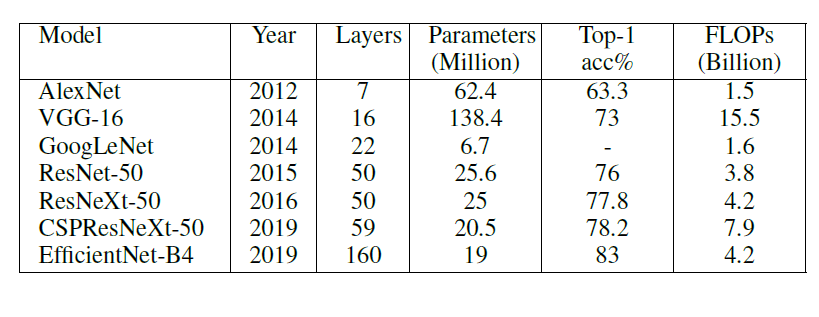 Model Year Layers Parameters Top-1 FLOPs
(Million) acc% (Billion)
AlexNet 2012 7 62.4 63.3 1.5
VGG-16 2014 16 138.4 73 15.5
GoogLeNet 2014 22 6.7 - 1.6
ResNet-50 2015 50 25.6 76 3.8
ResNeXt-50 2016 50 25 77.8 4.2
CSPResNeXt-50 2019 59 20.5 78.2 7.9
EfficientNet-B4 2019 160 19 83 4.2